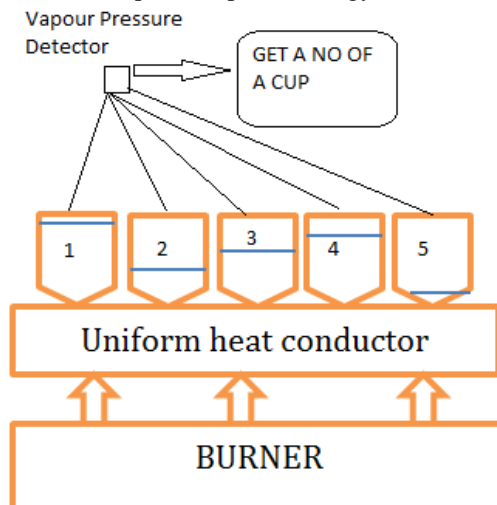 Vapour Pressure
Detector
GET A NO OF
A CUP
1 2 3 4 5
Uniform heat conductor
BURNER